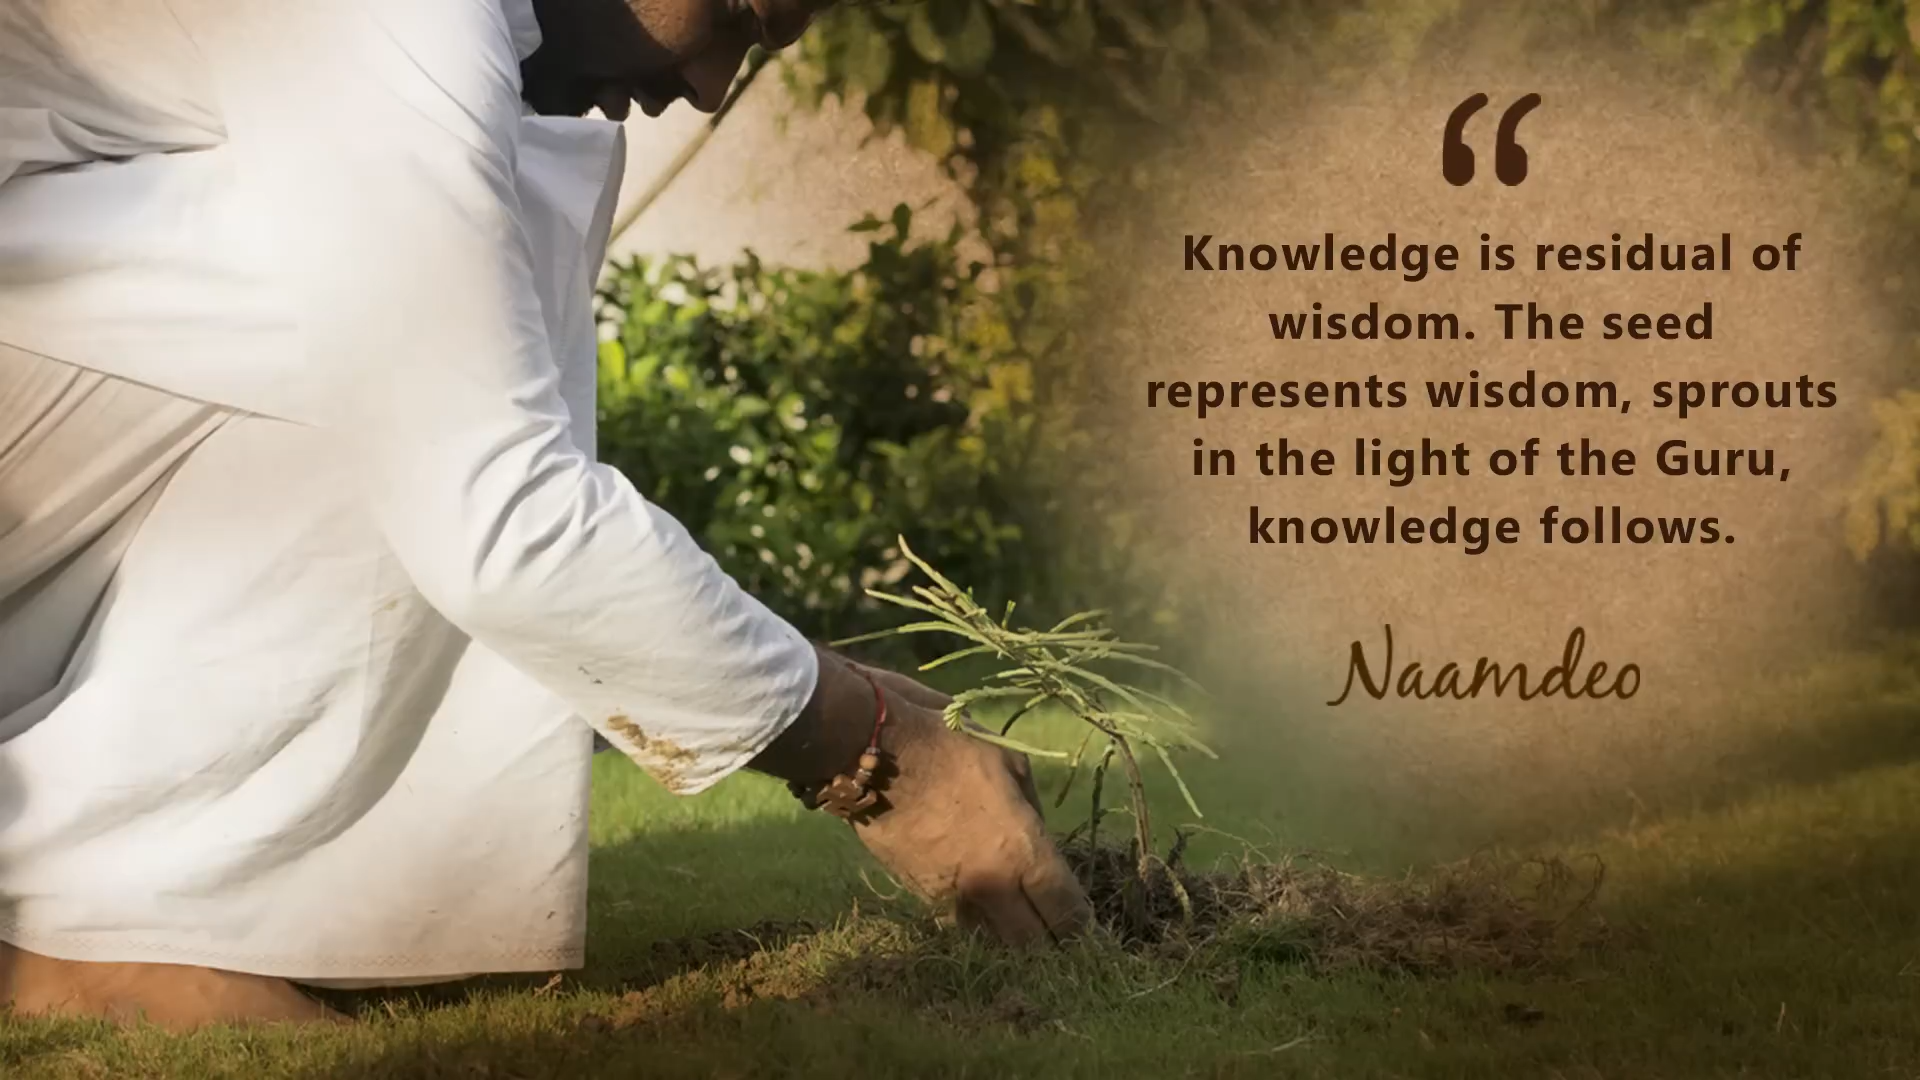 “
Knowledge is residual of
wisdom. The seed
represents wisdom, sprouts
in the light of the Guru,
knowledge follows.
Naamdeo